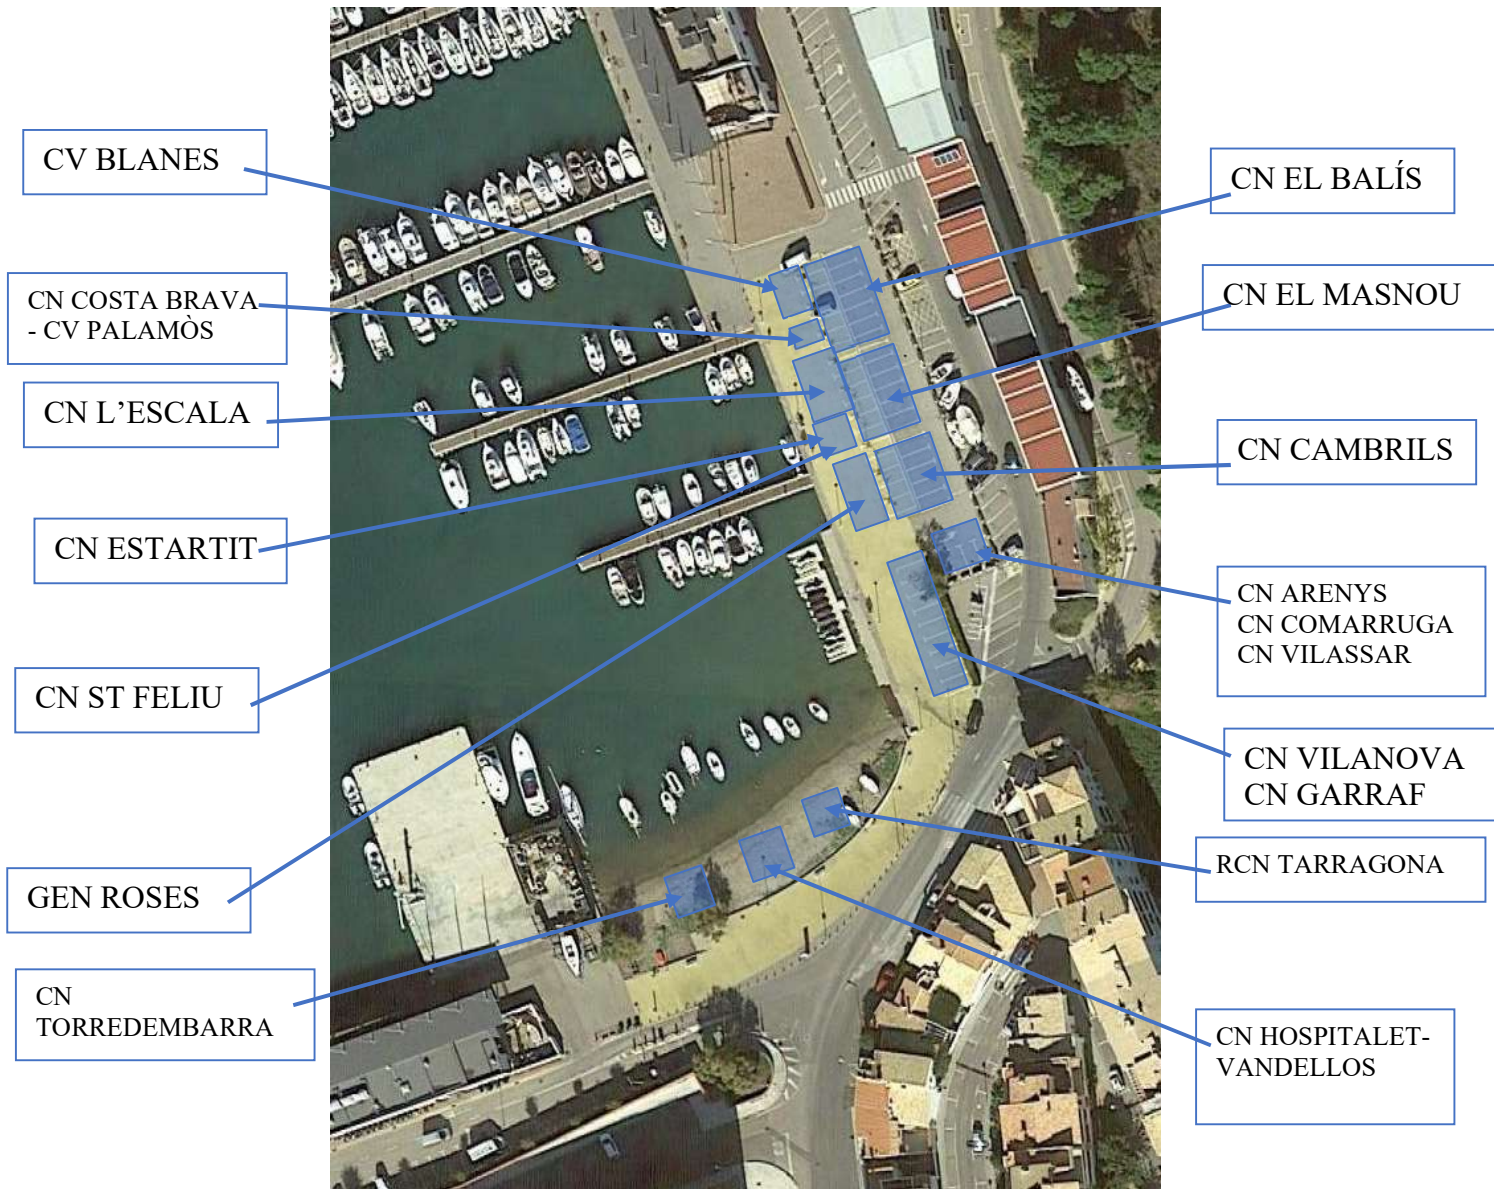 CV BLANES
CN COSTA BRAVA
- CV PALAMÒS
CN L’ESCALA
CN ESTARTIT
CN ST FELIU
GEN ROSES
CN
TORREDEMBARRA
CN EL BALÍS
CN EL MASNOU
CN CAMBRILS
CN ARENYS
CN COMARRUGA
CN VILASSAR
CN VILANOVA
CN GARRAF
RCN TARRAGONA
CN HOSPITALET-
VANDELLOS